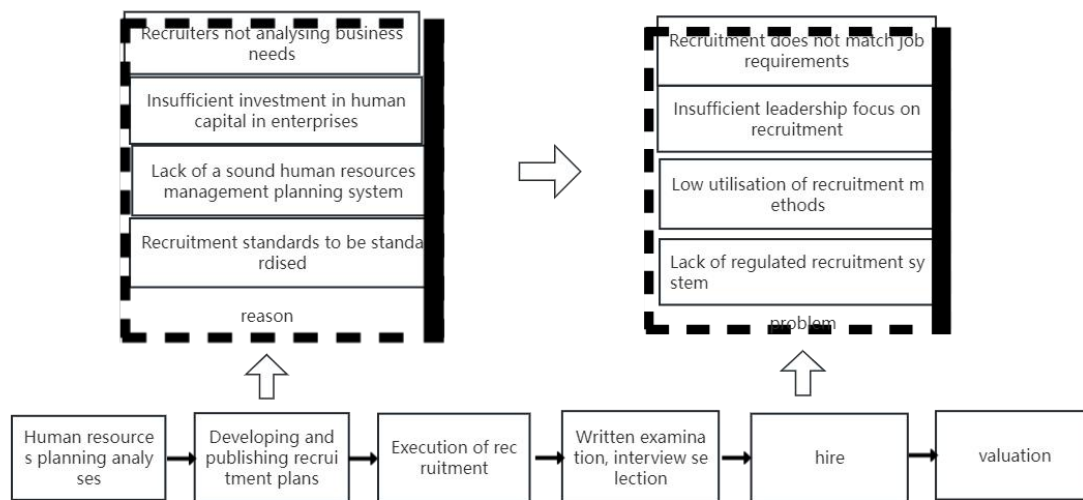 Recruiters not analysing business
needs
Insufficient investment in human
capital in enterprises
Lack of a sound human resources
management planning system
Recruitment standards to be standa
rdised
reason
Recruitment does not match job
requirements
Insufficient leadership focus on
recruitment
Low utilisation of recruitment m
ethods
Lack of regulated recruitment sy
stem
problem
Human resource
s planning analy
ses
Developing and
publishing recrui
tment plans
Execution of rec
ruitment
Written examina
tion, interview se
lection
hire
valuation